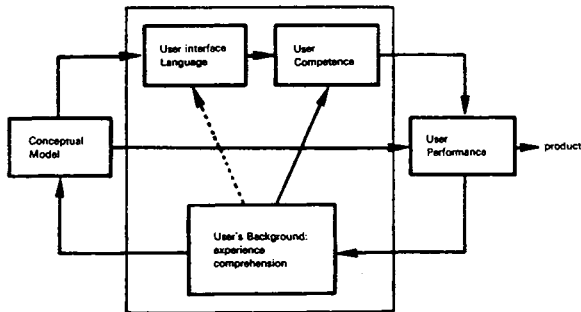 User interface
Language
User
Competence
Conceptual
Model
User
Performance
product
User's Background:
experience
comprehension